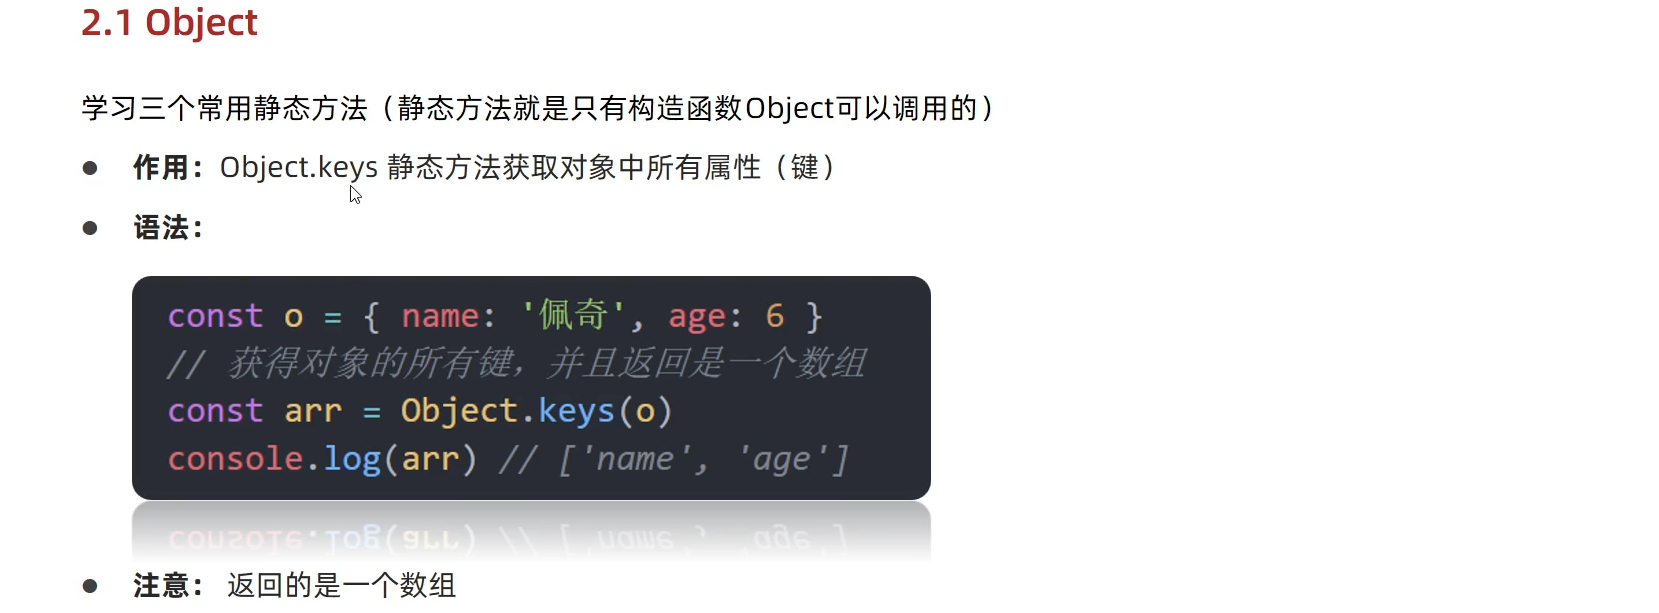 2.1 Object
学习三个常用静态方法（静态方法就是只有构造函数Object可以调用的）
● 作用：Object.keys 静态方法获取对象中所有属性（键）
● 语法：
const o = { name: '佩奇', age: 6 }
// 获得对象的所有键，并且返回是一个数组
const arr = Object.keys(o)
console.log(arr) // ['name', 'age']
● 注意： 返回的是一个数组